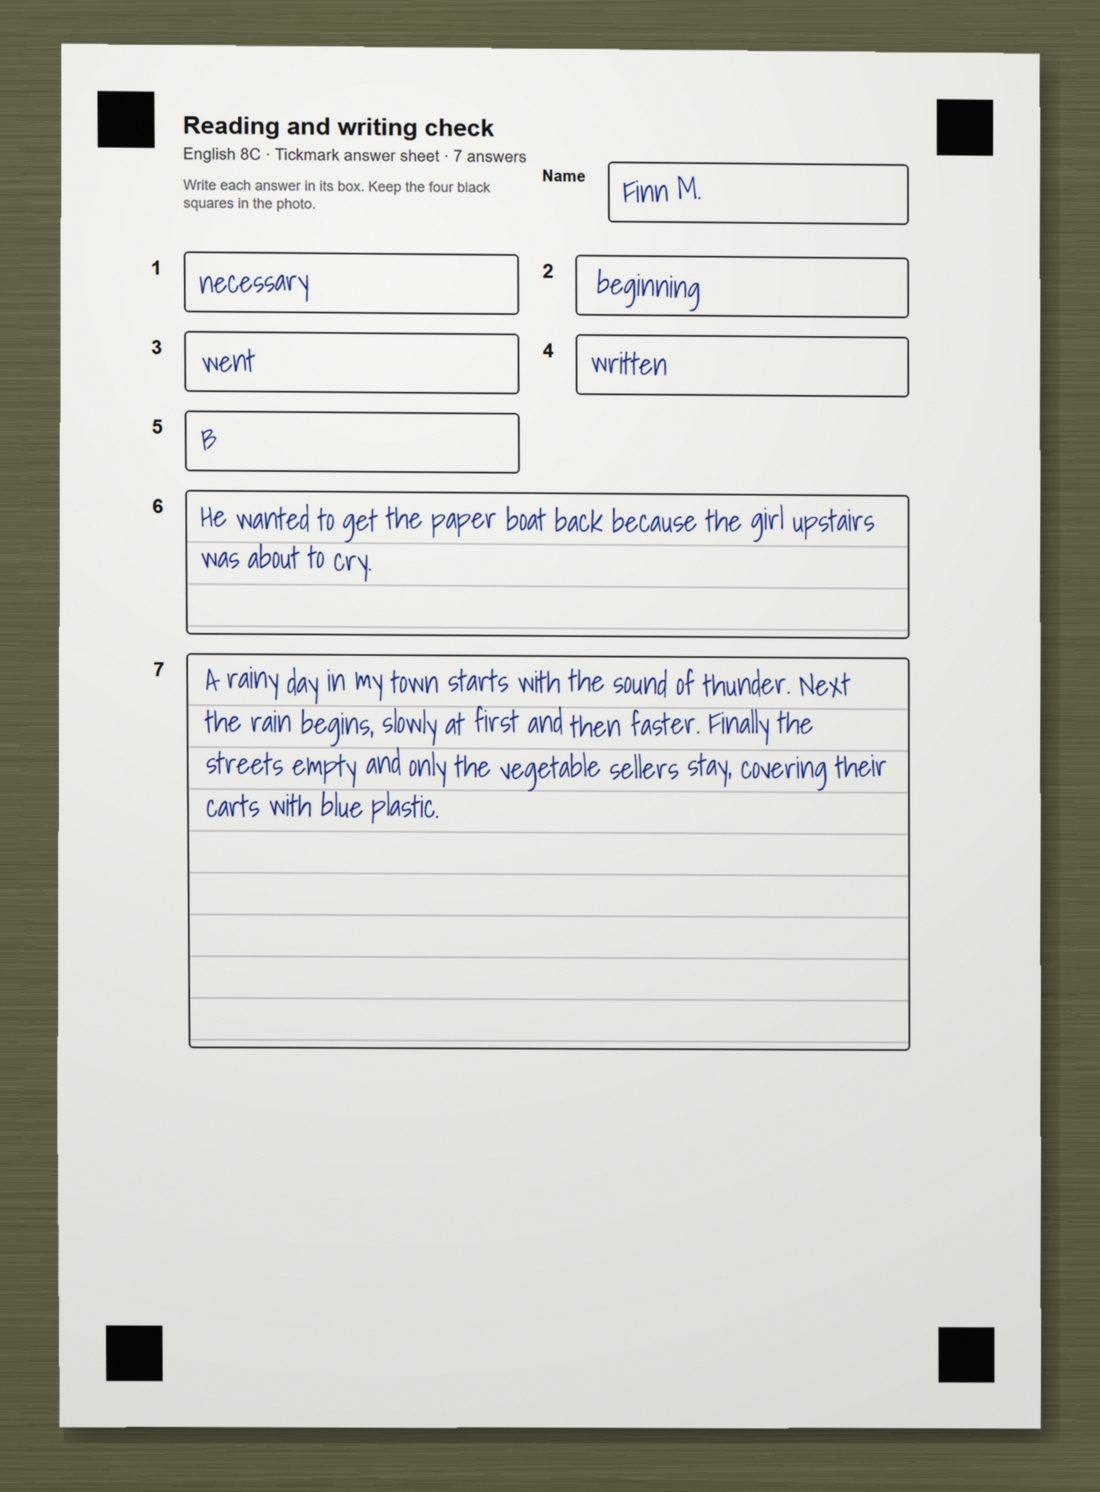 Reading and writing check
English 8C · Tickmark answer sheet · 7 answers
Write each answer in its box. Keep the four black
squares in the photo.
Name
Finn M.
1
necessary
2
beginning
3
went
4
written
5
B
6
He wanted to get the paper boat back because the girl upstairs
was about to cry.
7
A rainy day in my town starts with the sound of thunder. Next
the rain begins, slowly at first and then faster. Finally the
streets empty and only the vegetable sellers stay, covering their
carts with blue plastic.